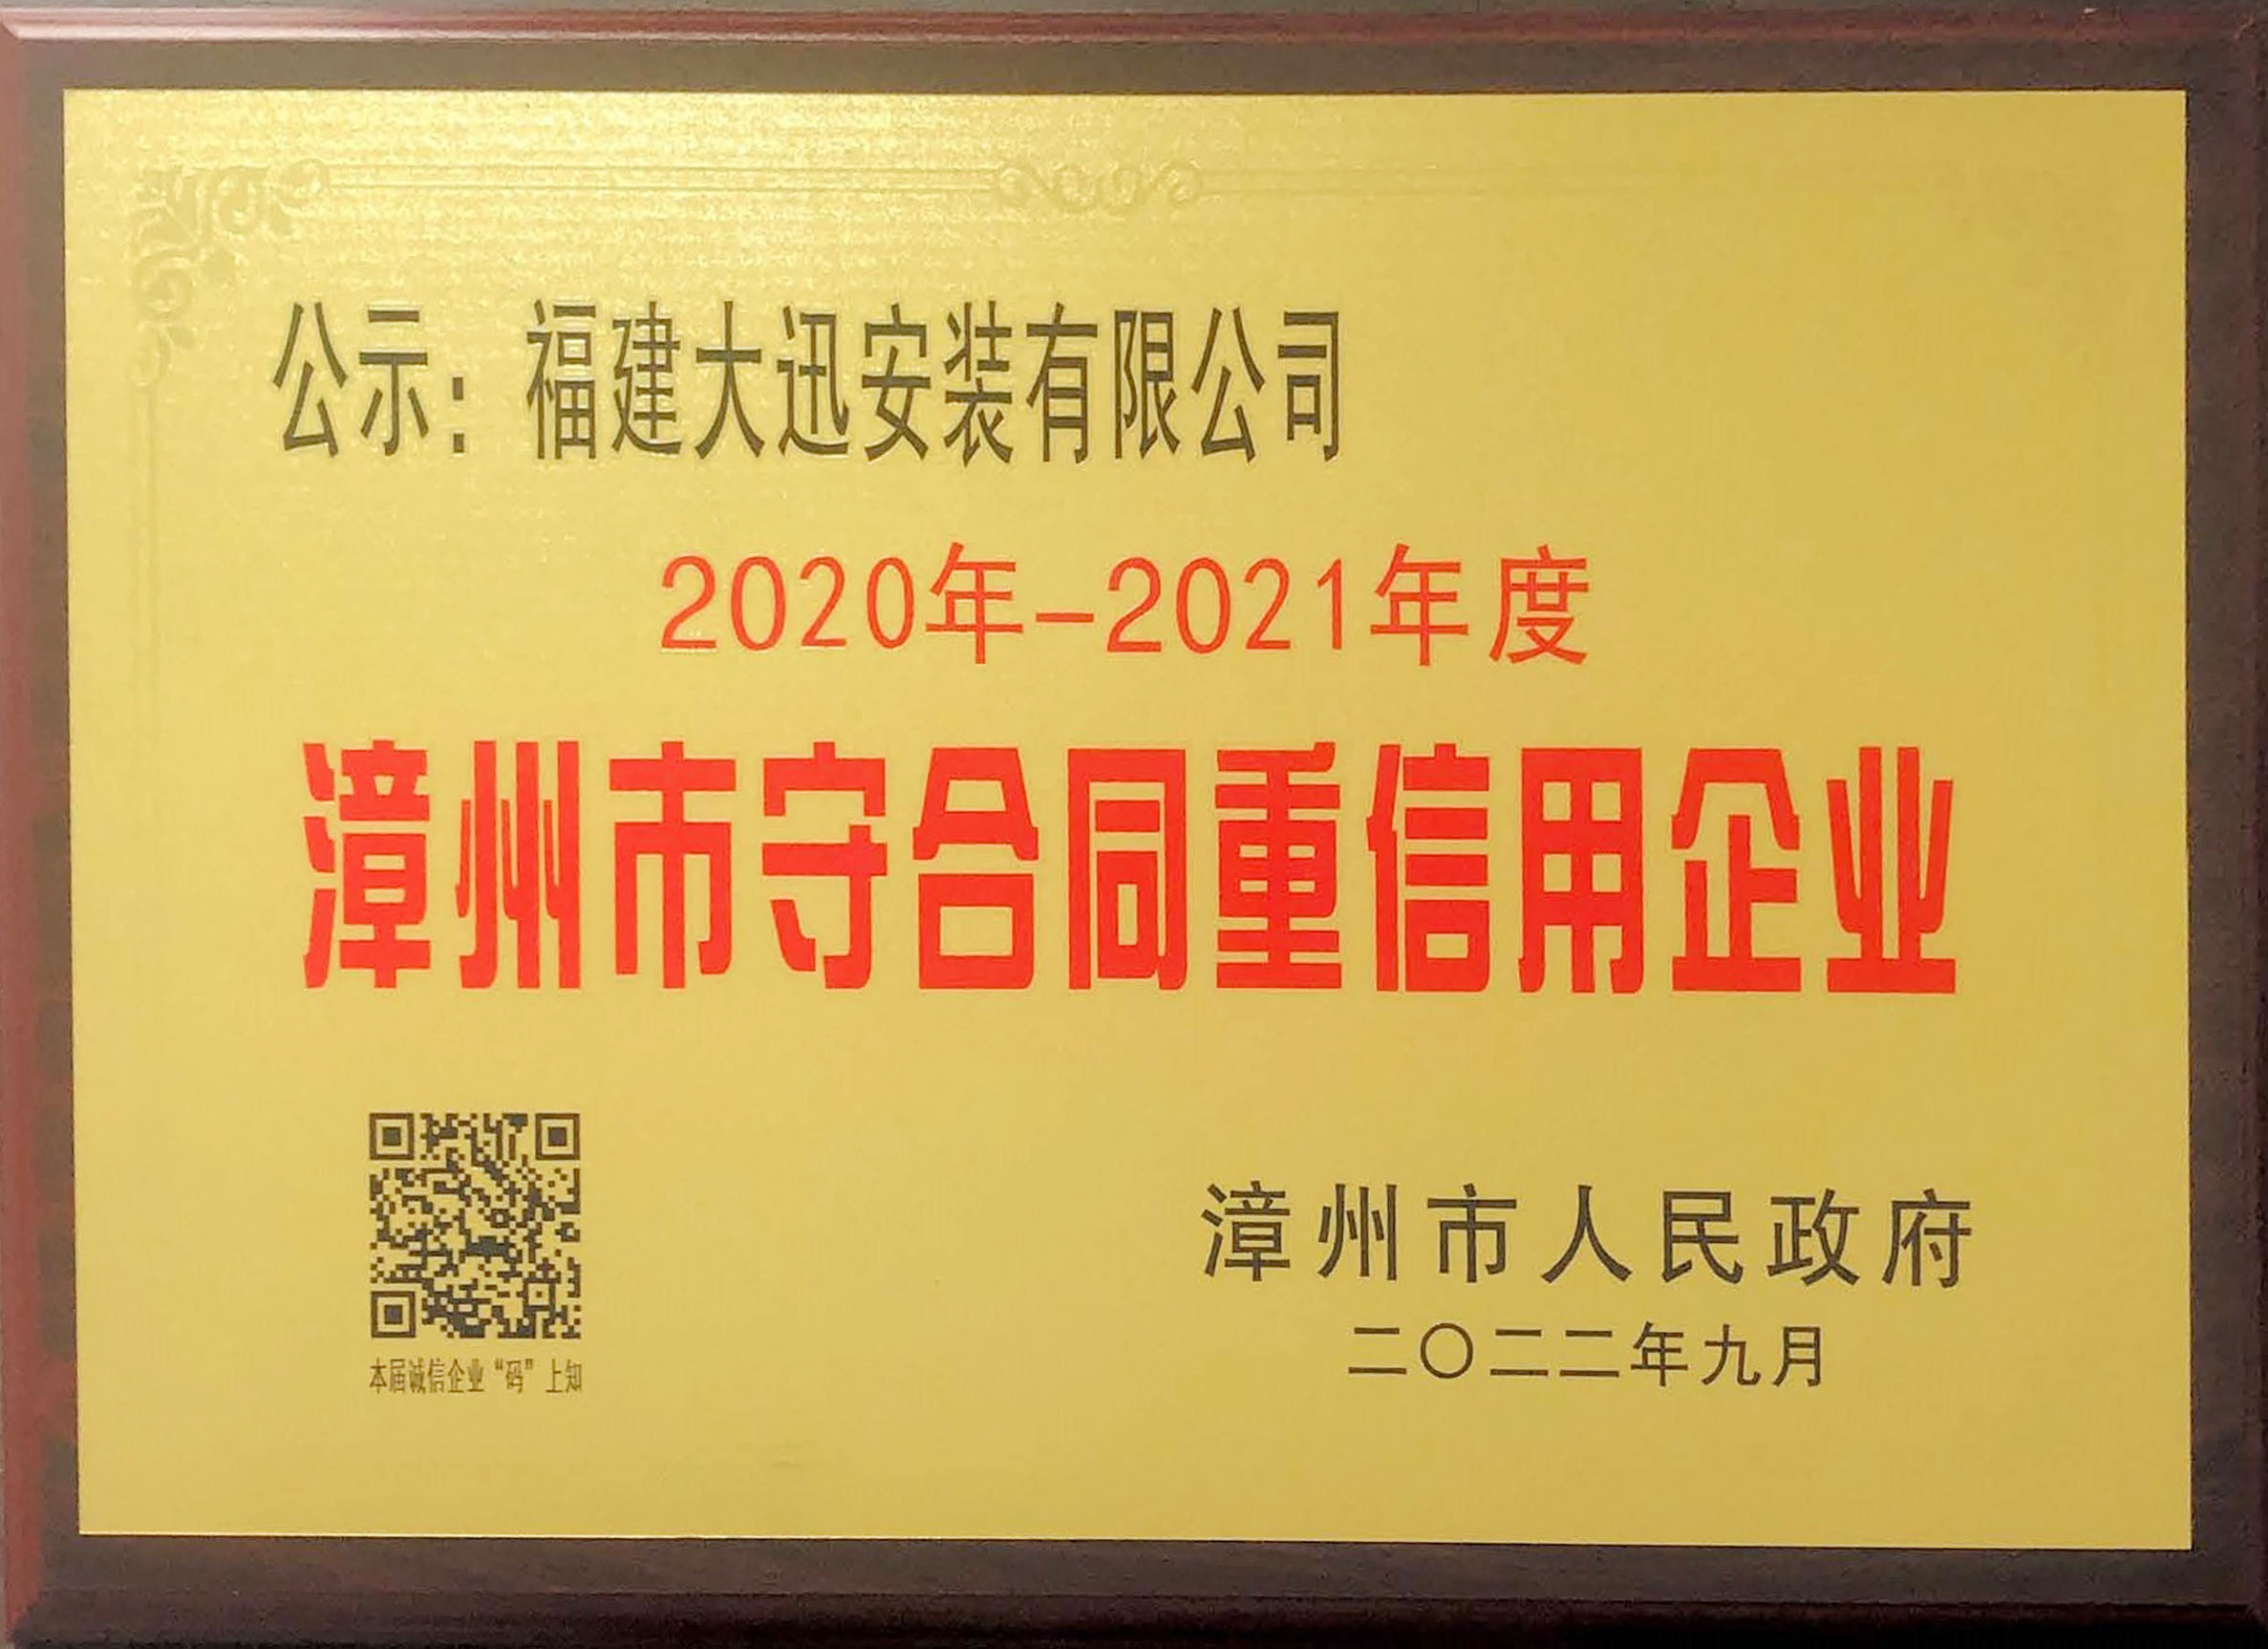 公示：福建大迅安装有限公司
2020年-2021年度
漳州市守合同重信用企业
漳州市人民政府
二〇二二年九月
本届诚信企业“码”上知